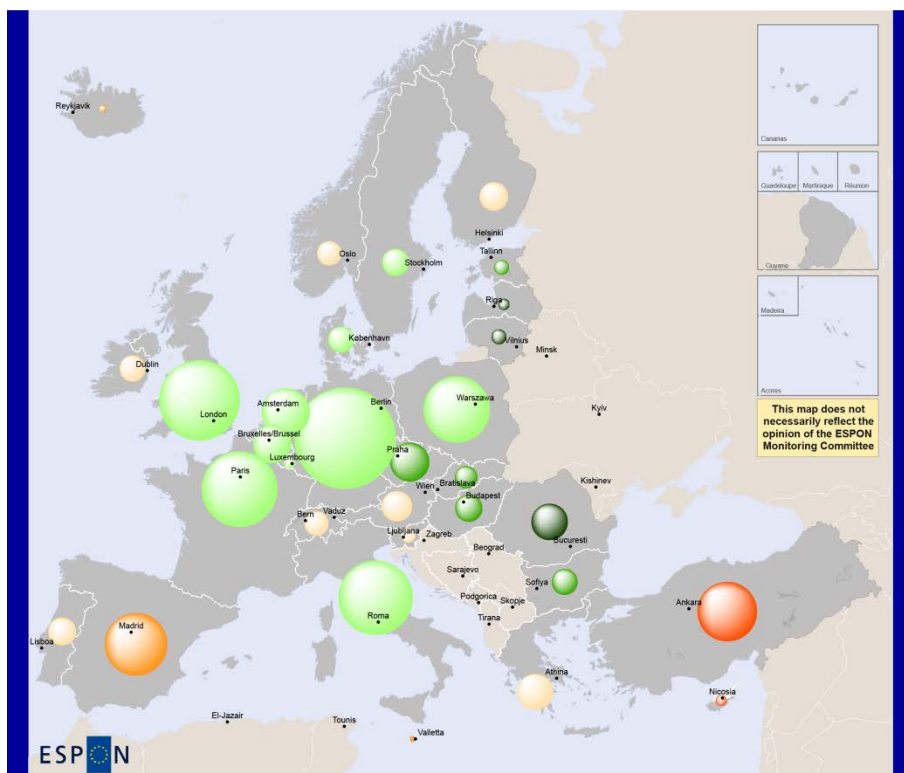 Reykjavik
Canarias
Guadeloupe
Martinique
Réunion
Guyane
Madeira
Acores
This map does not
necessarily reflect the
opinion of the ESPON
Monitoring Committee
Helsinki
Tallinn
Oslo
Stockholm
Riga
København
Vilnius
Minsk
Dublin
Amsterdam
Berlin
Warszawa
London
Kyiv
Bruxelles/Brussel
Praha
Luxembourg
Paris
Kishinev
Bratislava
Wien
Budapest
Bern
Vaduz
Ljubljana
Zagreb
Bucuresti
Beograd
Sarajevo
Sofiya
Podgorica
Skopje
Ankara
Roma
Tirana
Madrid
Lisboa
Athina
Nicosia
El-Jazair
Tounis
Valletta
ESPON